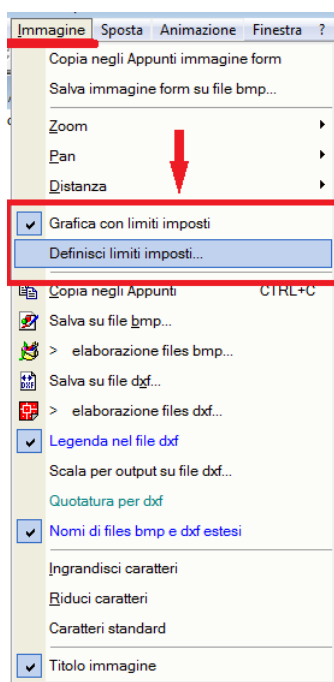 Immagine Sposta Animazione Finestra ?
Copia negli Appunti immagine form
Salva immagine form su file bmp...
Zoom
Pan
Distanza
Grafica con limiti imposti
Definisci limiti imposti...
Copia negli Appunti CTRL+C
Salva su file bmp...
> elaborazione files bmp...
Salva su file dxf...
> elaborazione files dxf...
Legenda nel file dxf
Scala per output su file dxf...
Quotatura per dxf
Nomi di files bmp e dxf estesi
Ingrandisci caratteri
Riduci caratteri
Caratteri standard
Titolo immagine